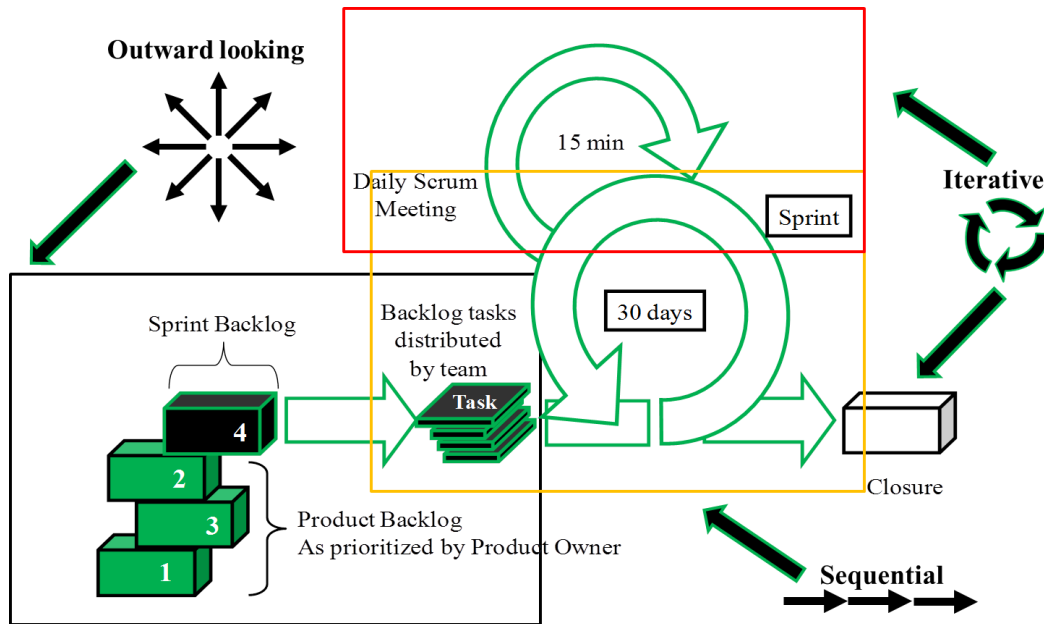 Outward looking
15 min
Daily Scrum
Meeting
Sprint
Iterative
Sprint Backlog
Backlog tasks
distributed
by team
30 days
Task
4
2
3
1
Product Backlog
As prioritized by Product Owner
Closure
Sequential